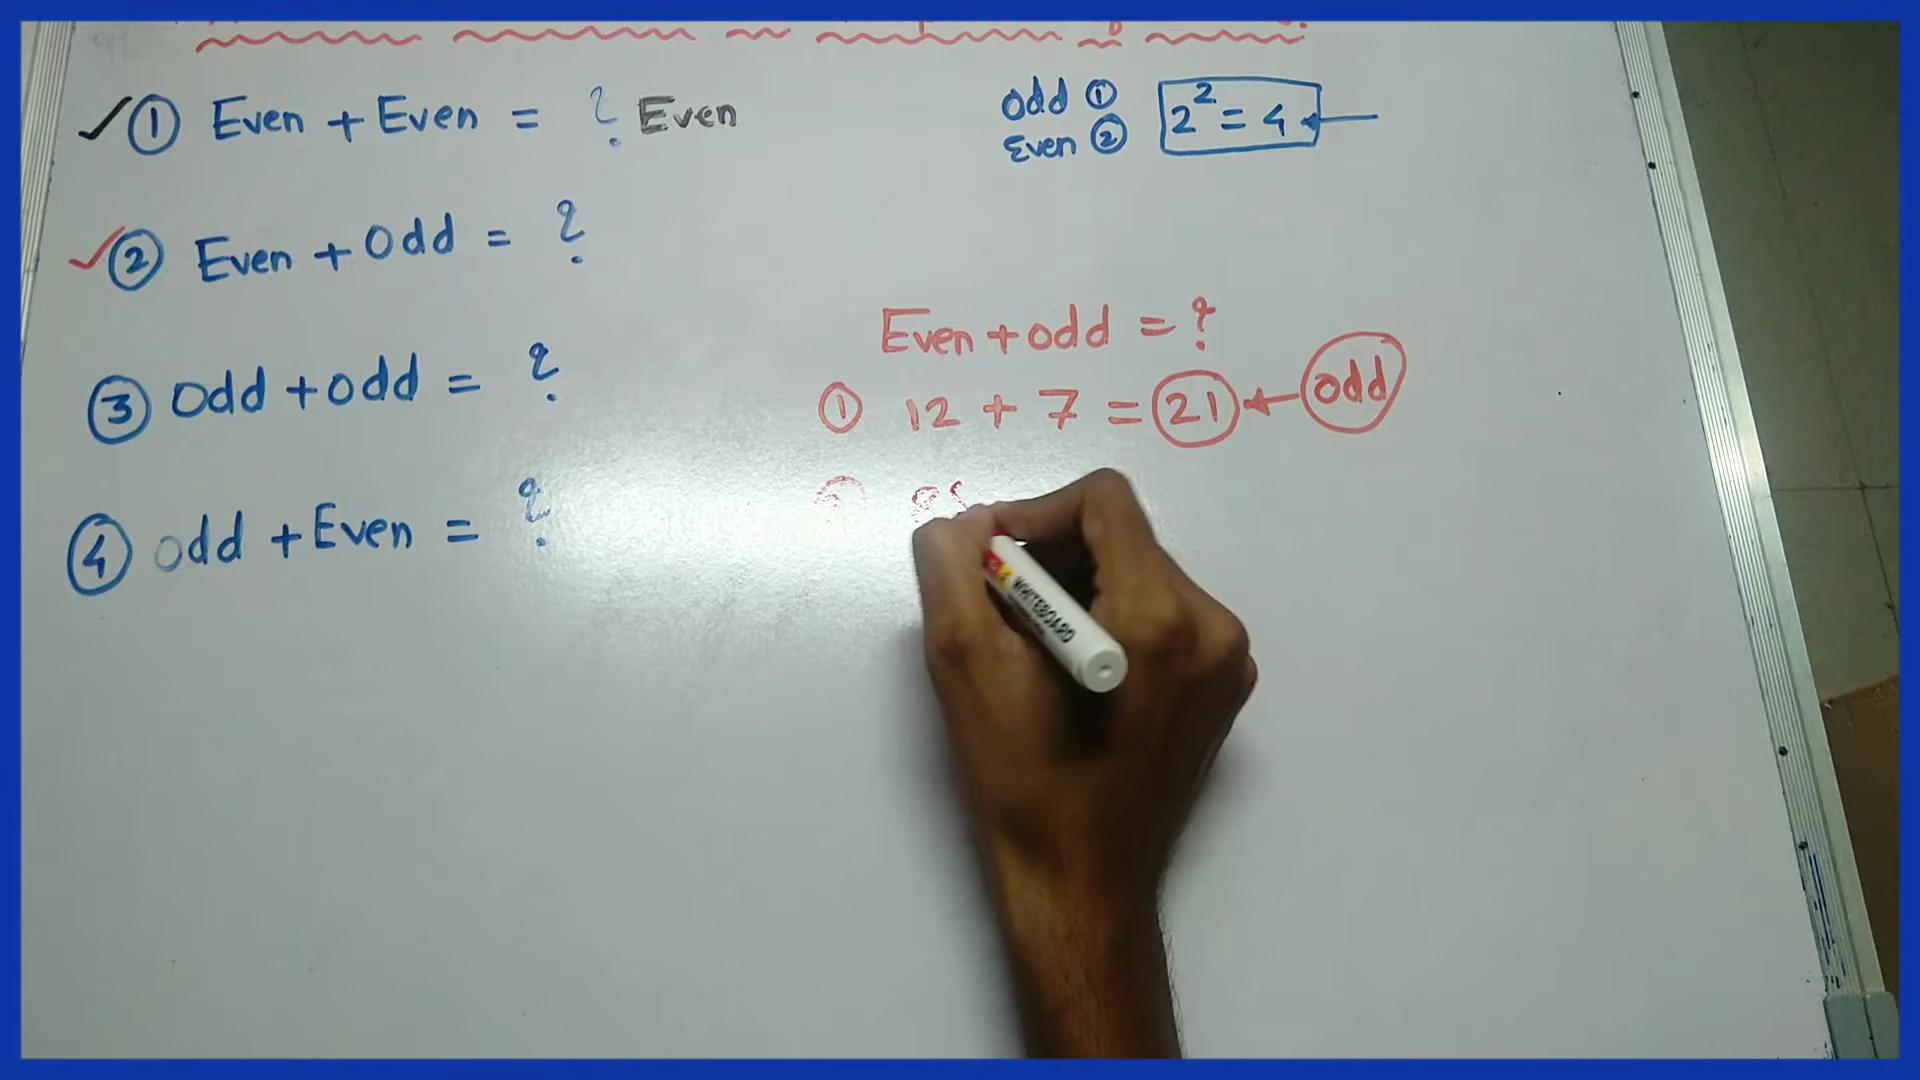 ① Even + Even = ? Even
② Even + Odd = ?
③ Odd + odd = ?
④ odd + Even = ?
odd ①
Even ②
2² = 4
Even + odd = ?
① 12 + 7 = 21 ← odd
WHITEBOARD